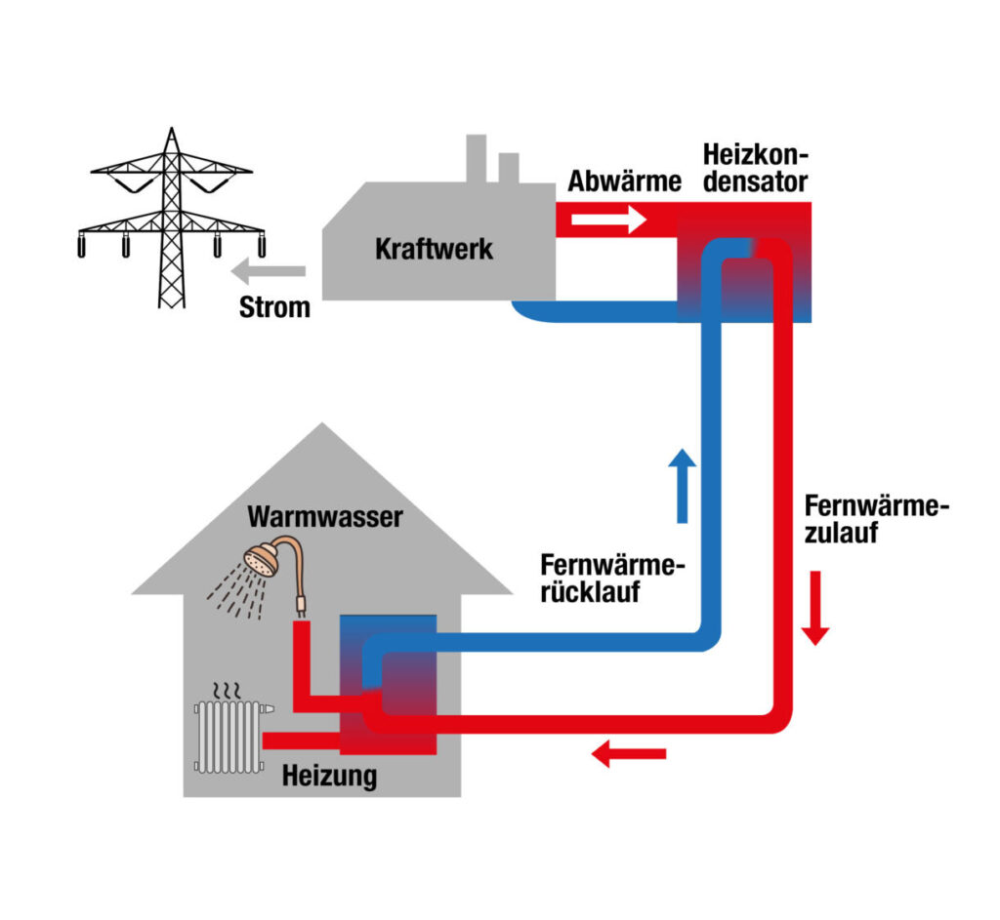 Heizkon-
densator
Abwärme
Kraftwerk
Strom
Warmwasser
Fernwärme-
zulauf
Fernwärme-
rücklauf
Heizung